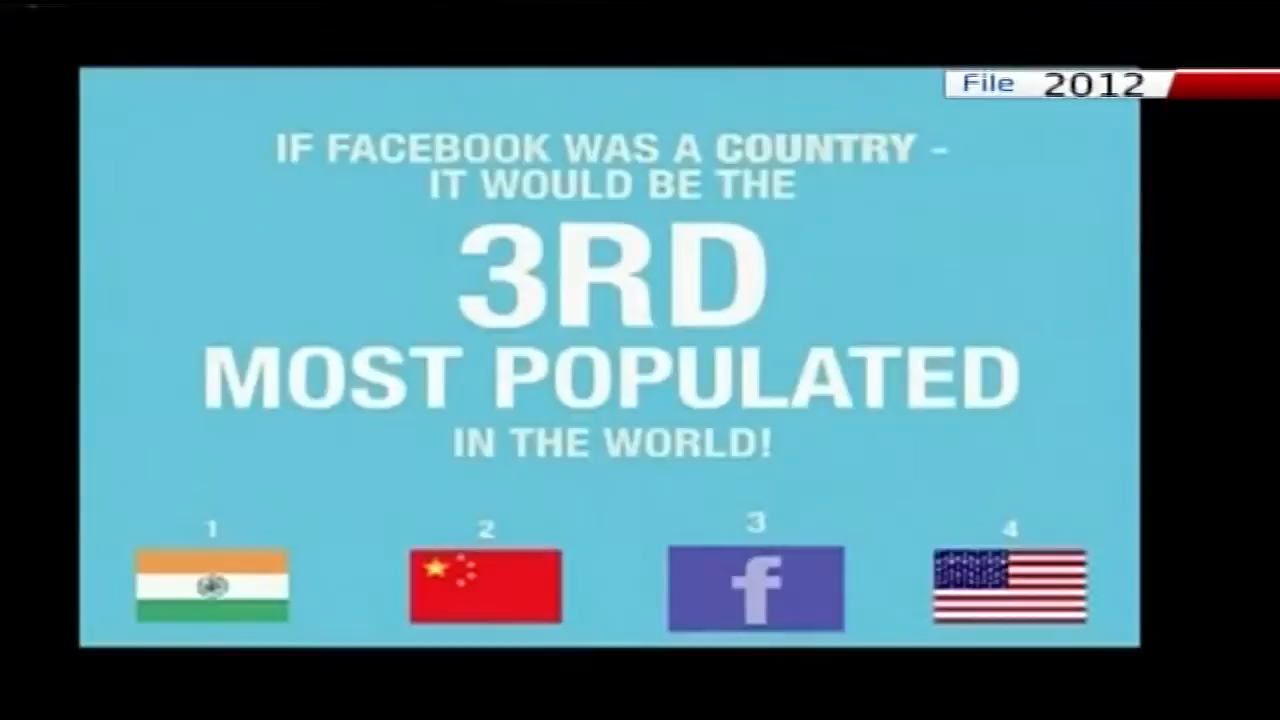 File 2012
IF FACEBOOK WAS A COUNTRY -
IT WOULD BE THE
3RD
MOST POPULATED
IN THE WORLD!
1 2 3 4
f